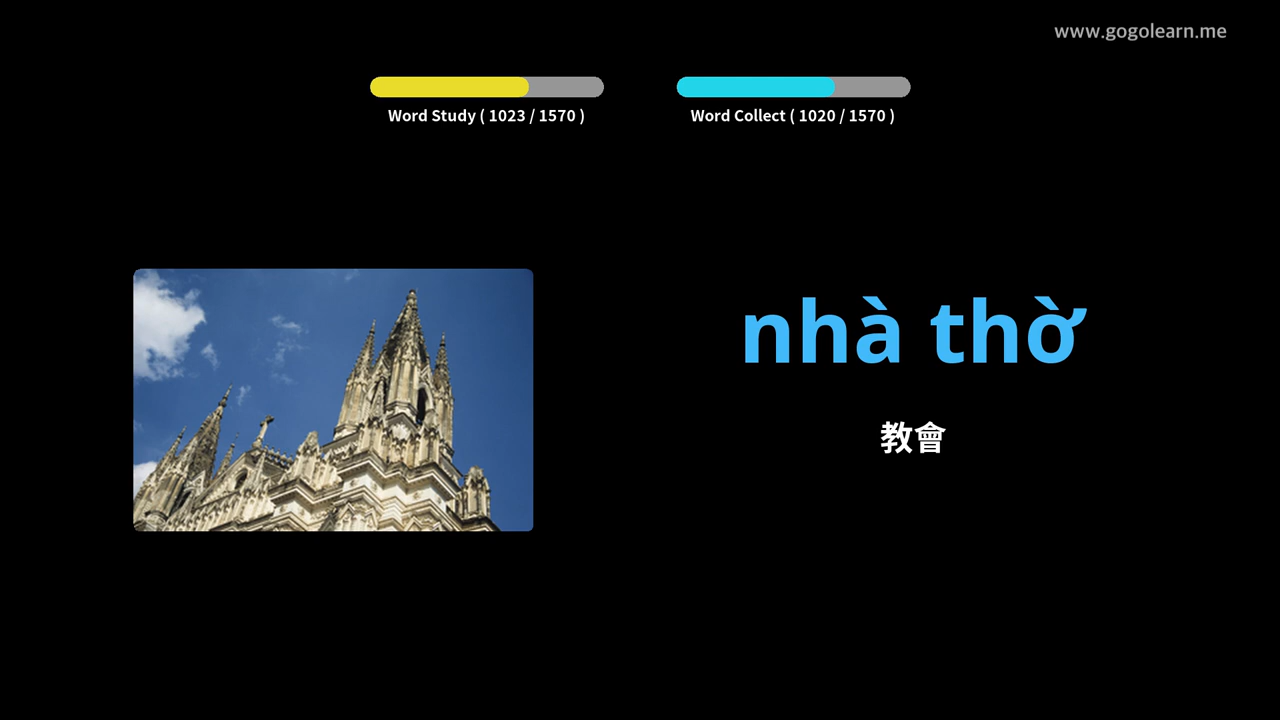 www.gogolearn.me
Word Study ( 1023 / 1570 )
Word Collect ( 1020 / 1570 )
nhà thờ
教會